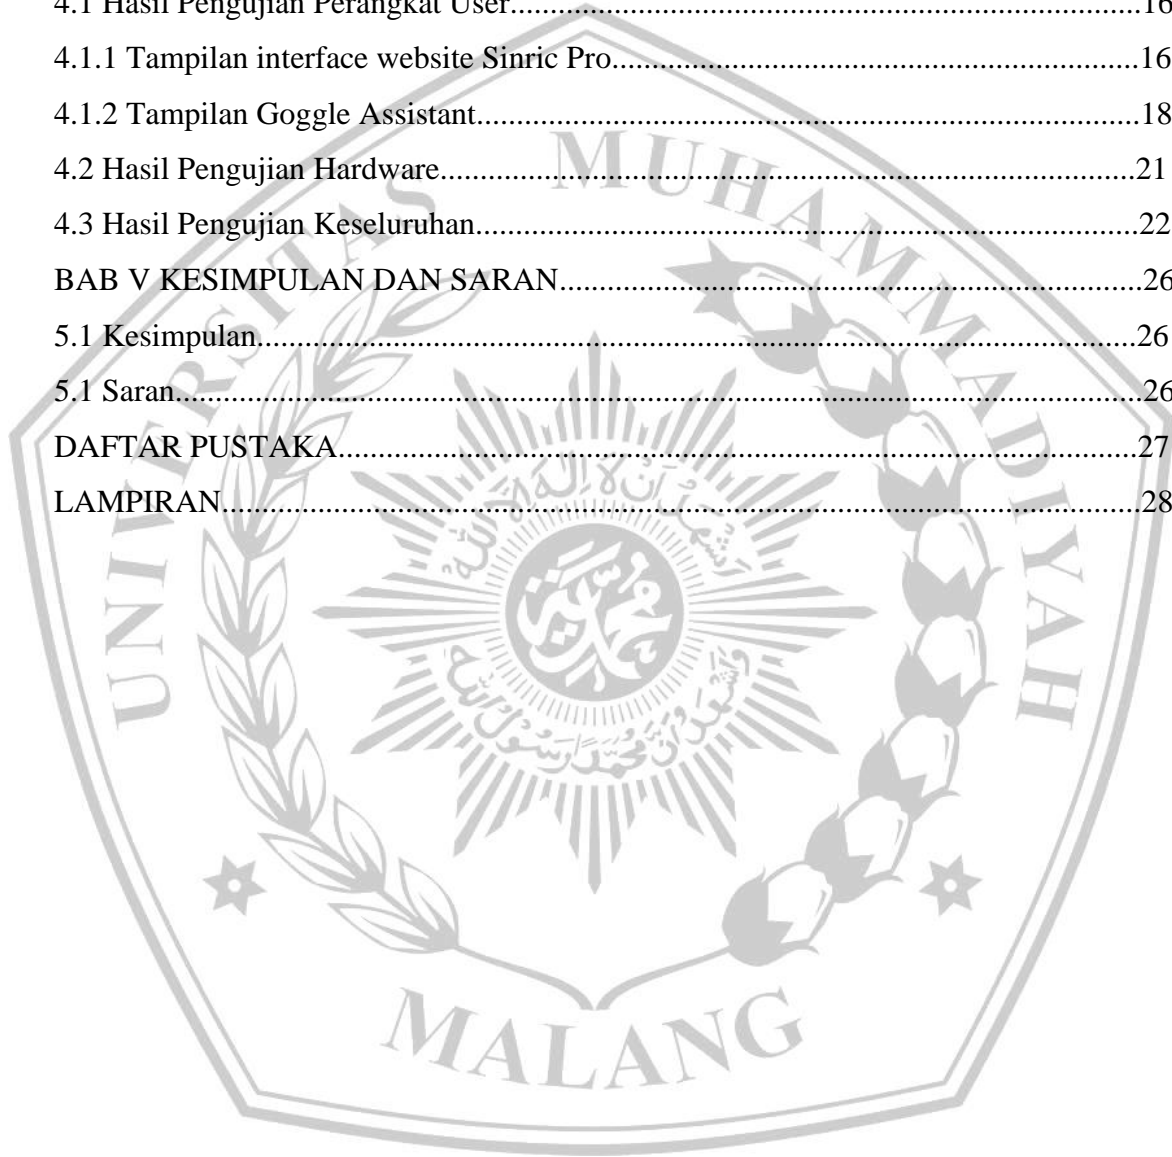 4.1 Hasil Pengujian Perangkat User........................................................................16
4.1.1 Tampilan interface website Sinric Pro............................................................16
4.1.2 Tampilan Goggle Assistant.............................................................................18
4.2 Hasil Pengujian Hardware................................................................................21
4.3 Hasil Pengujian Keseluruhan............................................................................22
BAB V KESIMPULAN DAN SARAN..................................................................26
5.1 Kesimpulan.......................................................................................................26
5.1 Saran.................................................................................................................26
DAFTAR PUSTAKA.............................................................................................27
LAMPIRAN...........................................................................................................28
UNIVERSITAS MUHAMMADIYAH
MALANG